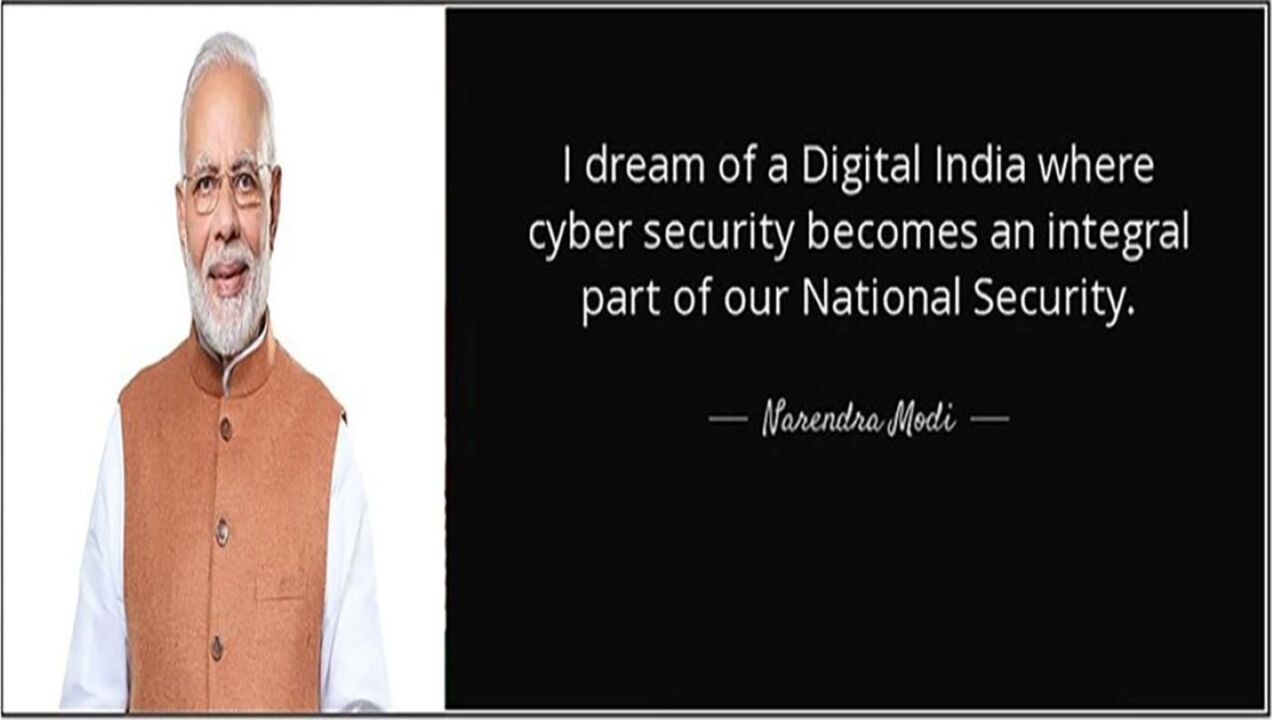 I dream of a Digital India where
cyber security becomes an integral
part of our National Security.
— Narendra Modi —